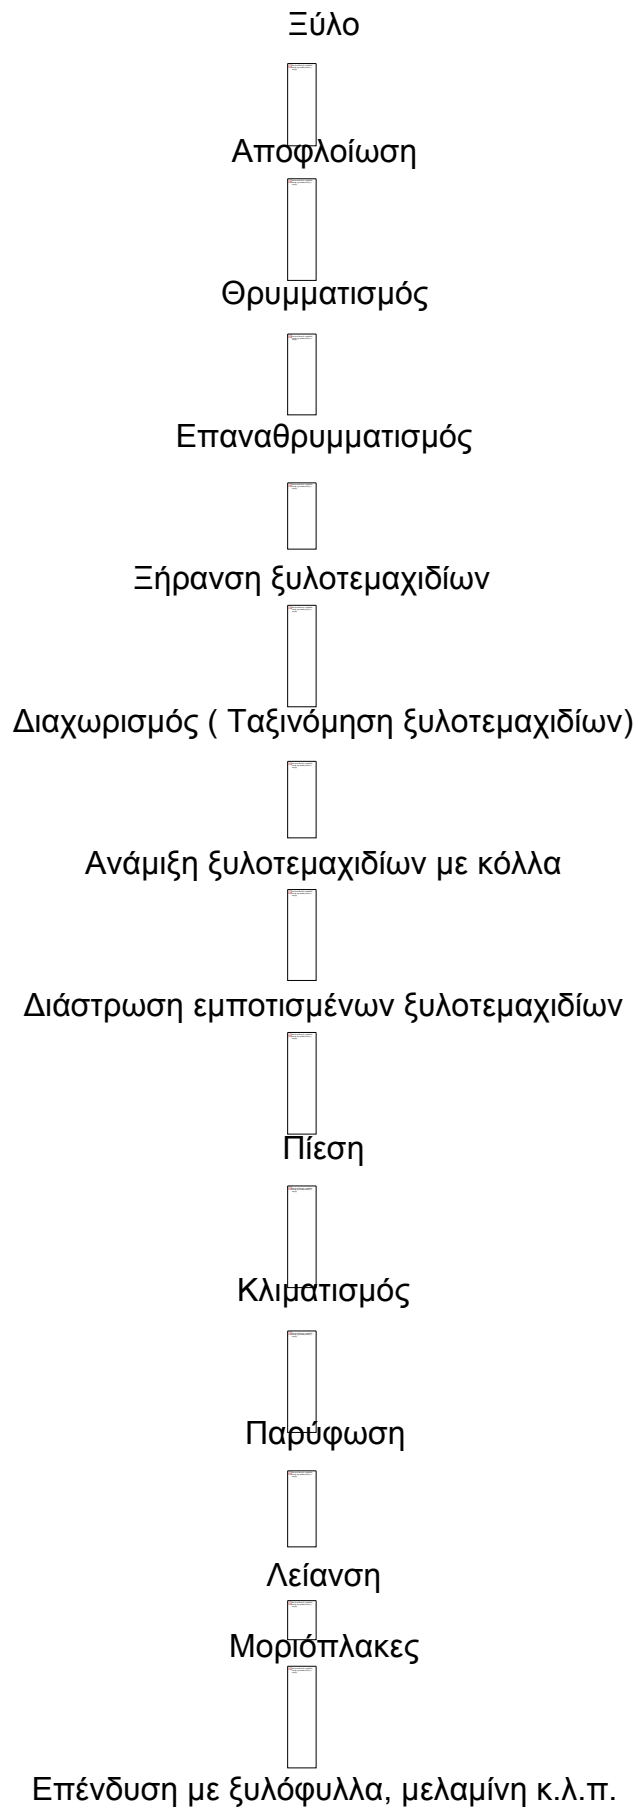 Ξύλο
Αποφλοίωση
Θρυμματισμός
Επαναθρυμματισμός
Ξήρανση ξυλοτεμαχιδίων
Διαχωρισμός ( Ταξινόμηση ξυλοτεμαχιδίων)
Ανάμιξη ξυλοτεμαχιδίων με κόλλα
Διάστρωση εμποτισμένων ξυλοτεμαχιδίων
Πίεση
Κλιματισμός
Παρύφωση
Λείανση
Μοριόπλακες
Επένδυση με ξυλόφυλλα, μελαμίνη κ.λ.π.